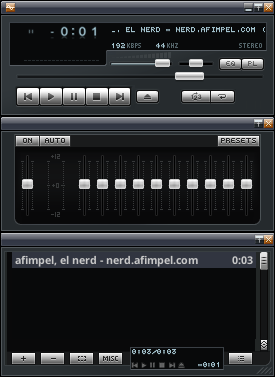 - 0:01
-. EL NERD - NERD.AFIMPEL.COM (
192 KBPS 44 KHZ STEREO
EQ PL
ON AUTO PRESETS
+12
+0
-12
afimpel, el nerd - nerd.afimpel.com 0:03
0:03/0:03
+ - MISC -0:01